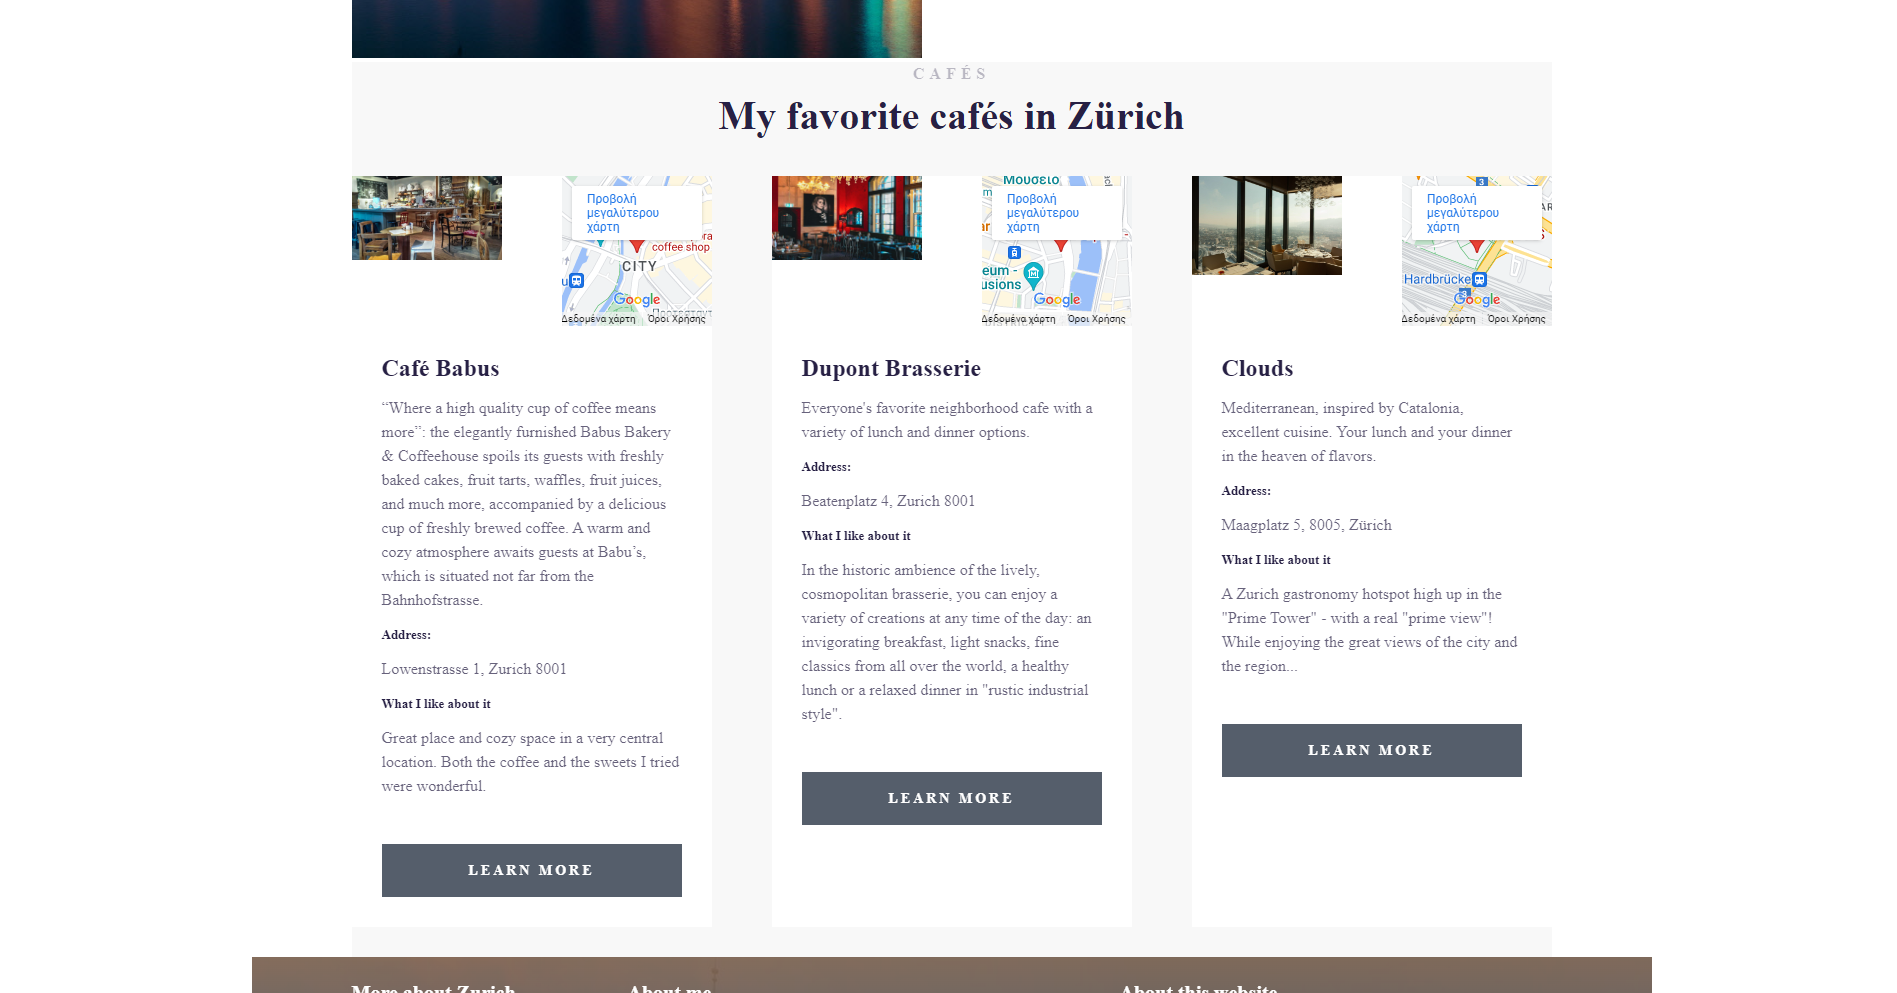 CAFÉS
My favorite cafés in Zürich
Προβολή
μεγαλύτερου
χάρτη
coffee shop
CITY
Google
Δεδομένα χάρτη Όροι Χρήσης
Café Babus
“Where a high quality cup of coffee means
more”: the elegantly furnished Babus Bakery
& Coffeehouse spoils its guests with freshly
baked cakes, fruit tarts, waffles, fruit juices,
and much more, accompanied by a delicious
cup of freshly brewed coffee. A warm and
cozy atmosphere awaits guests at Babu’s,
which is situated not far from the
Bahnhofstrasse.
Address:
Lowenstrasse 1, Zurich 8001
What I like about it
Great place and cozy space in a very central
location. Both the coffee and the sweets I tried
were wonderful.
LEARN MORE
Μουσείο
Προβολή
μεγαλύτερου
χάρτη
eum -
usions
Google
Δεδομένα χάρτη Όροι Χρήσης
Dupont Brasserie
Everyone's favorite neighborhood cafe with a
variety of lunch and dinner options.
Address:
Beatenplatz 4, Zurich 8001
What I like about it
In the historic ambience of the lively,
cosmopolitan brasserie, you can enjoy a
variety of creations at any time of the day: an
invigorating breakfast, light snacks, fine
classics from all over the world, a healthy
lunch or a relaxed dinner in "rustic industrial
style".
LEARN MORE
3
Προβολή
μεγαλύτερου
χάρτη
Hardbrücke
3
Google
Δεδομένα χάρτη Όροι Χρήσης
Clouds
Mediterranean, inspired by Catalonia,
excellent cuisine. Your lunch and your dinner
in the heaven of flavors.
Address:
Maagplatz 5, 8005, Zürich
What I like about it
A Zurich gastronomy hotspot high up in the
"Prime Tower" - with a real "prime view"!
While enjoying the great views of the city and
the region...
LEARN MORE
More about Zurich About me About this website